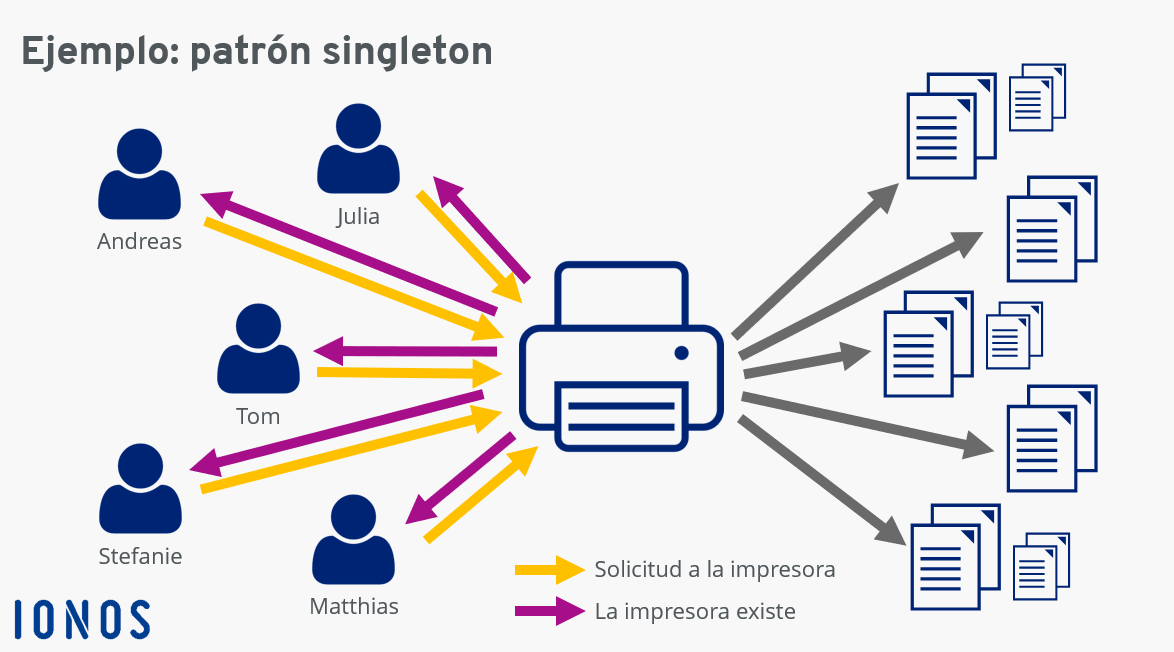 Ejemplo: patrón singleton
Julia
Andreas
Tom
Stefanie
Matthias
Solicitud a la impresora
La impresora existe
IONOS